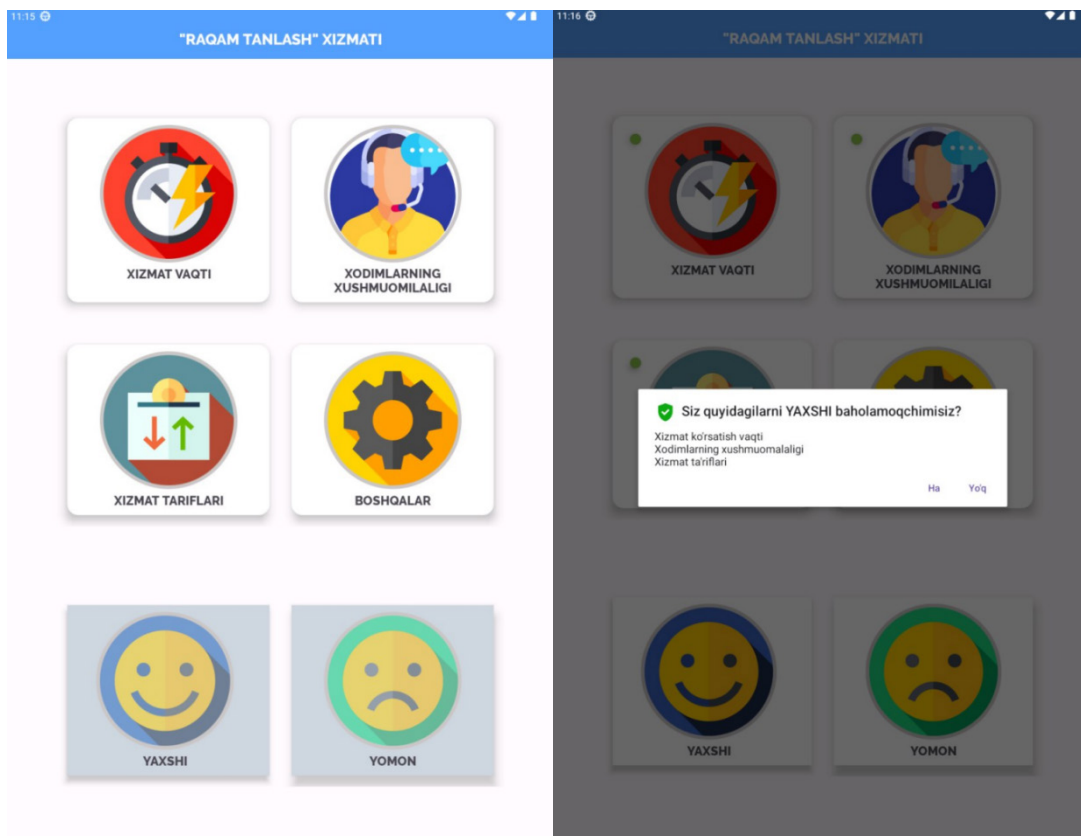 11:15
"RAQAM TANLASH" XIZMATI
XIZMAT VAQTI
XODIMLARNING
XUSHMUOMILALIGI
XIZMAT TARIFLARI
BOSHQALAR
YAXSHI
YOMON
11:16
"RAQAM TANLASH" XIZMATI
XIZMAT VAQTI
XODIMLARNING
XUSHMUOMILALIGI
Siz quyidagilarni YAXSHI baholamoqchimisiz?
Xizmat ko'rsatish vaqti
Xodimlarning xushmuomalaligi
Xizmat ta'riflari
Ha
Yo'q
YAXSHI
YOMON